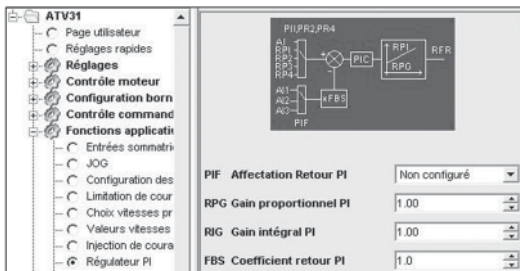 ATV31
Page utilisateur
Réglages rapides
Réglages
Contrôle moteur
Configuration born
Contrôle command
Fonctions applicati
Entrées sommatri
JOG
Configuration des
Limitation de cour
Choix vitesses pr
Valeurs vitesses
Injection de coura
Régulateur PI
PII,PR2,PR4
AI
RPI
RP2
RP3
RP4
+
-
PIC
RPI
RPG
RFR
AI1
AI2
AI3
xFBS
PIF
PIF Affectation Retour PI Non configuré
RPG Gain proportionnel PI 1.00
RIG Gain intégral PI 1.00
FBS Coefficient retour PI 1.0